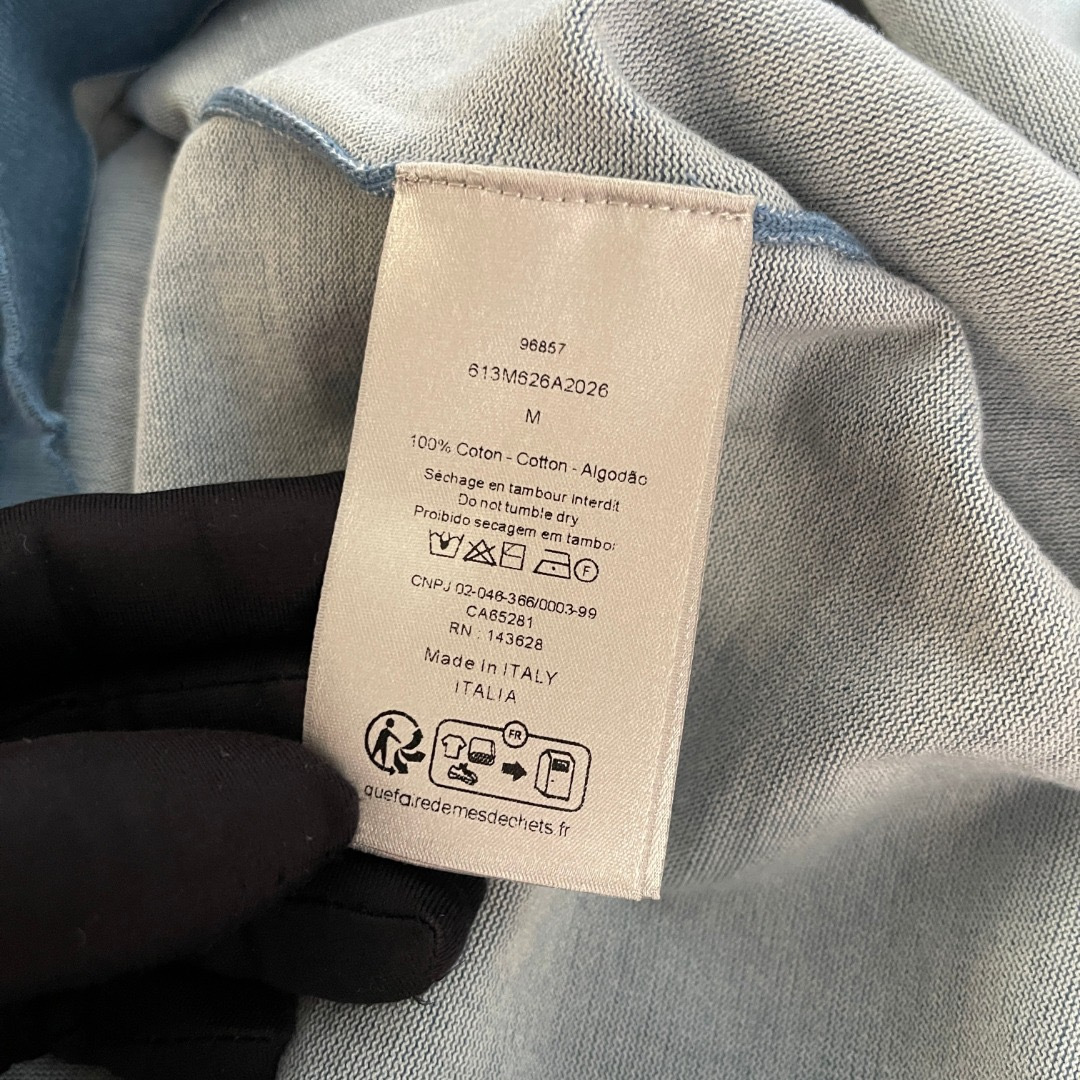 96857
613M626A2026
M
100% Coton - Cotton - Algodão
Séchage en tambour interdit
Do not tumble dry
Proibido secagem em tambor
F
CNPJ 02-046-366/0003-99
CA65281
RN : 143628
Made in ITALY
ITALIA
FR
quefairedemesdechets.fr